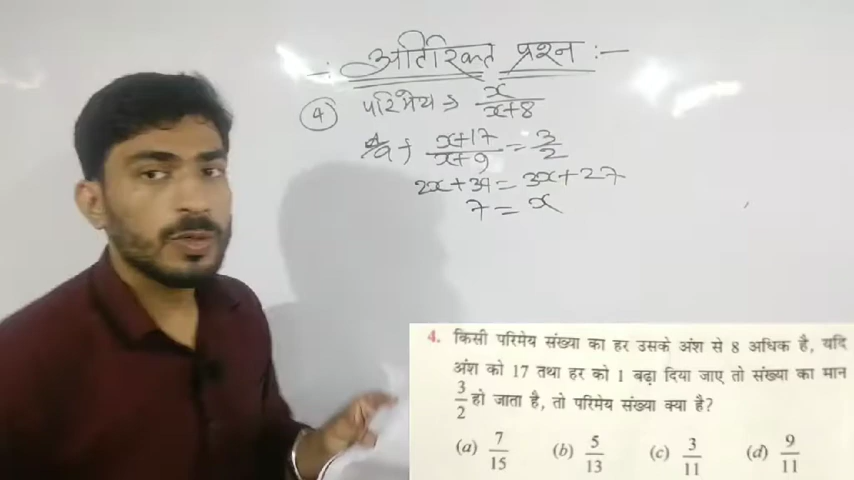 -: अतिरिक्त प्रश्न :-
④ परिमेय ⇒ x/x+8
x+17/x+9 = 3/2
2x+34 = 3x+27
7 = x
4. किसी परिमेय संख्या का हर उसके अंश से 8 अधिक है, यदि
अंश को 17 तथा हर को 1 बढ़ा दिया जाए तो संख्या का मान
3/2 हो जाता है, तो परिमेय संख्या क्या है?
(a) 7/15 (b) 5/13 (c) 3/11 (d) 9/11